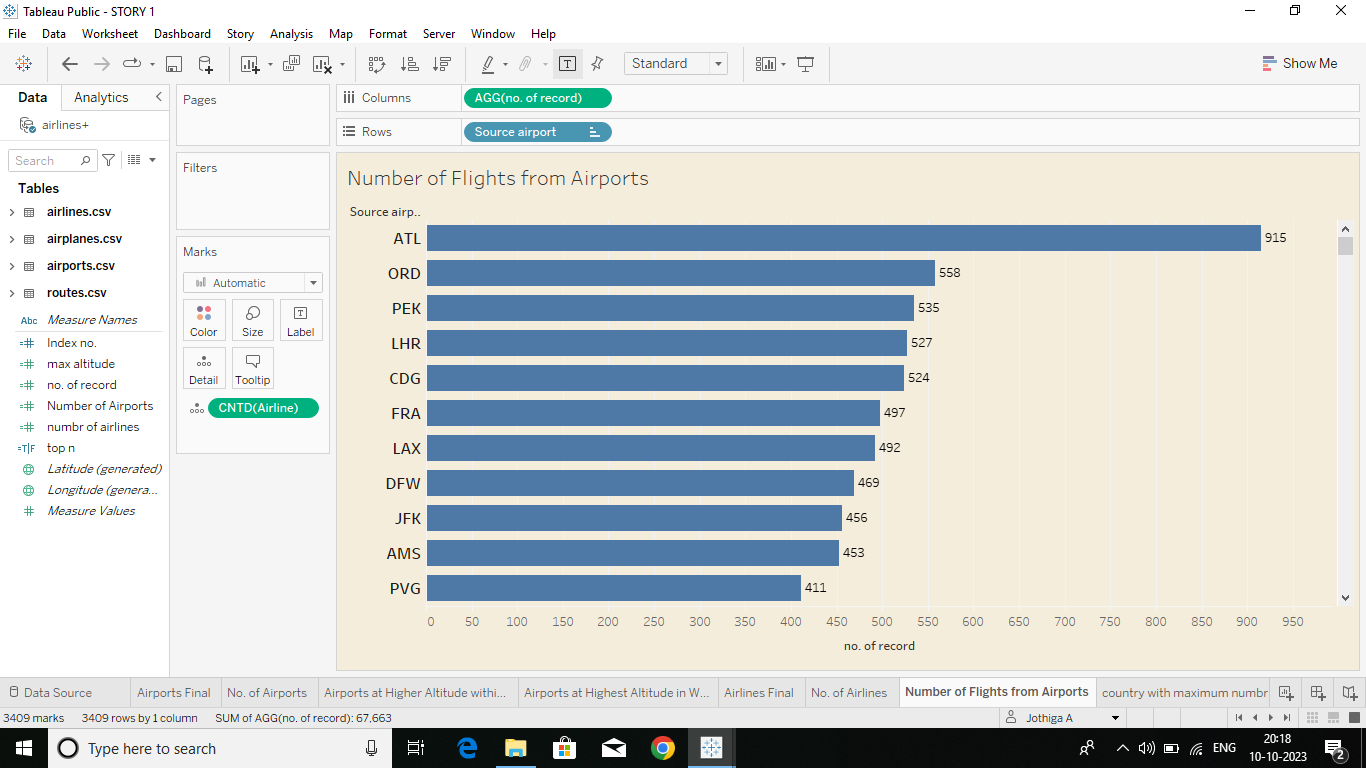 Tableau Public - STORY 1
File Data Worksheet Dashboard Story Analysis Map Format Server Window Help
Standard
Show Me
Data Analytics
airlines+
Search
Tables
airlines.csv
airplanes.csv
airports.csv
routes.csv
Abc Measure Names
Index no.
max altitude
no. of record
Number of Airports
numbr of airlines
=T|F top n
Latitude (generated)
Longitude (genera...
Measure Values
Pages
Filters
Marks
Automatic
Color Size Label
Detail Tooltip
CNTD(Airline)
Columns AGG(no. of record)
Rows Source airport
Number of Flights from Airports
Source airp..
ATL 915
ORD 558
PEK 535
LHR 527
CDG 524
FRA 497
LAX 492
DFW 469
JFK 456
AMS 453
PVG 411
0 50 100 150 200 250 300 350 400 450 500 550 600 650 700 750 800 850 900 950
no. of record
Data Source Airports Final No. of Airports Airports at Higher Altitude withi... Airports at Highest Altitude in W... Airlines Final No. of Airlines Number of Flights from Airports country with maximum numbr
3409 marks 3409 rows by 1 column SUM of AGG(no. of record): 67,663 Jothiga A
Type here to search
ENG
20:18
10-10-2023
2